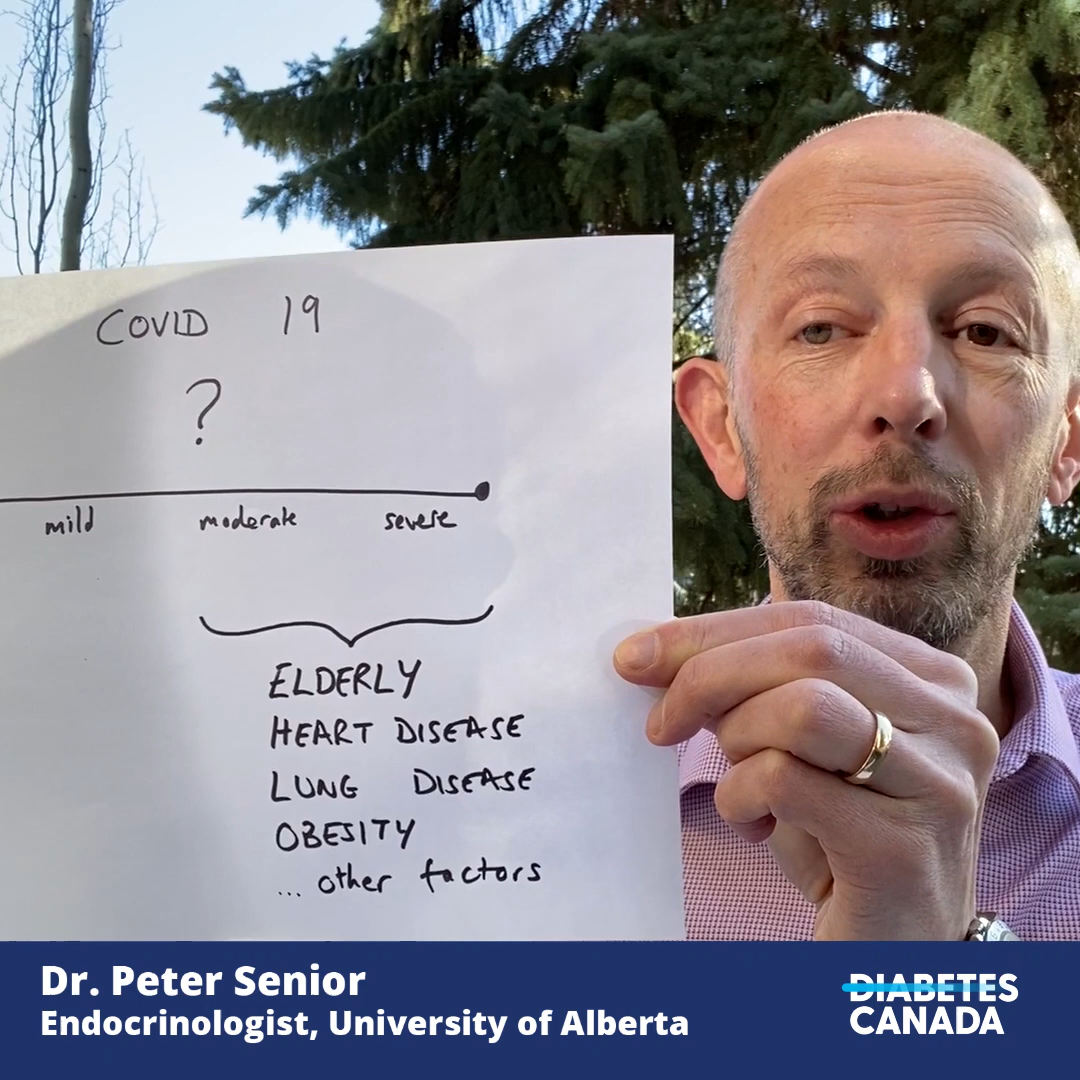 COVID 19
?
mild moderate severe
ELDERLY
HEART DISEASE
LUNG DISEASE
OBESITY
... other factors
Dr. Peter Senior
Endocrinologist, University of Alberta
DIABETES
CANADA